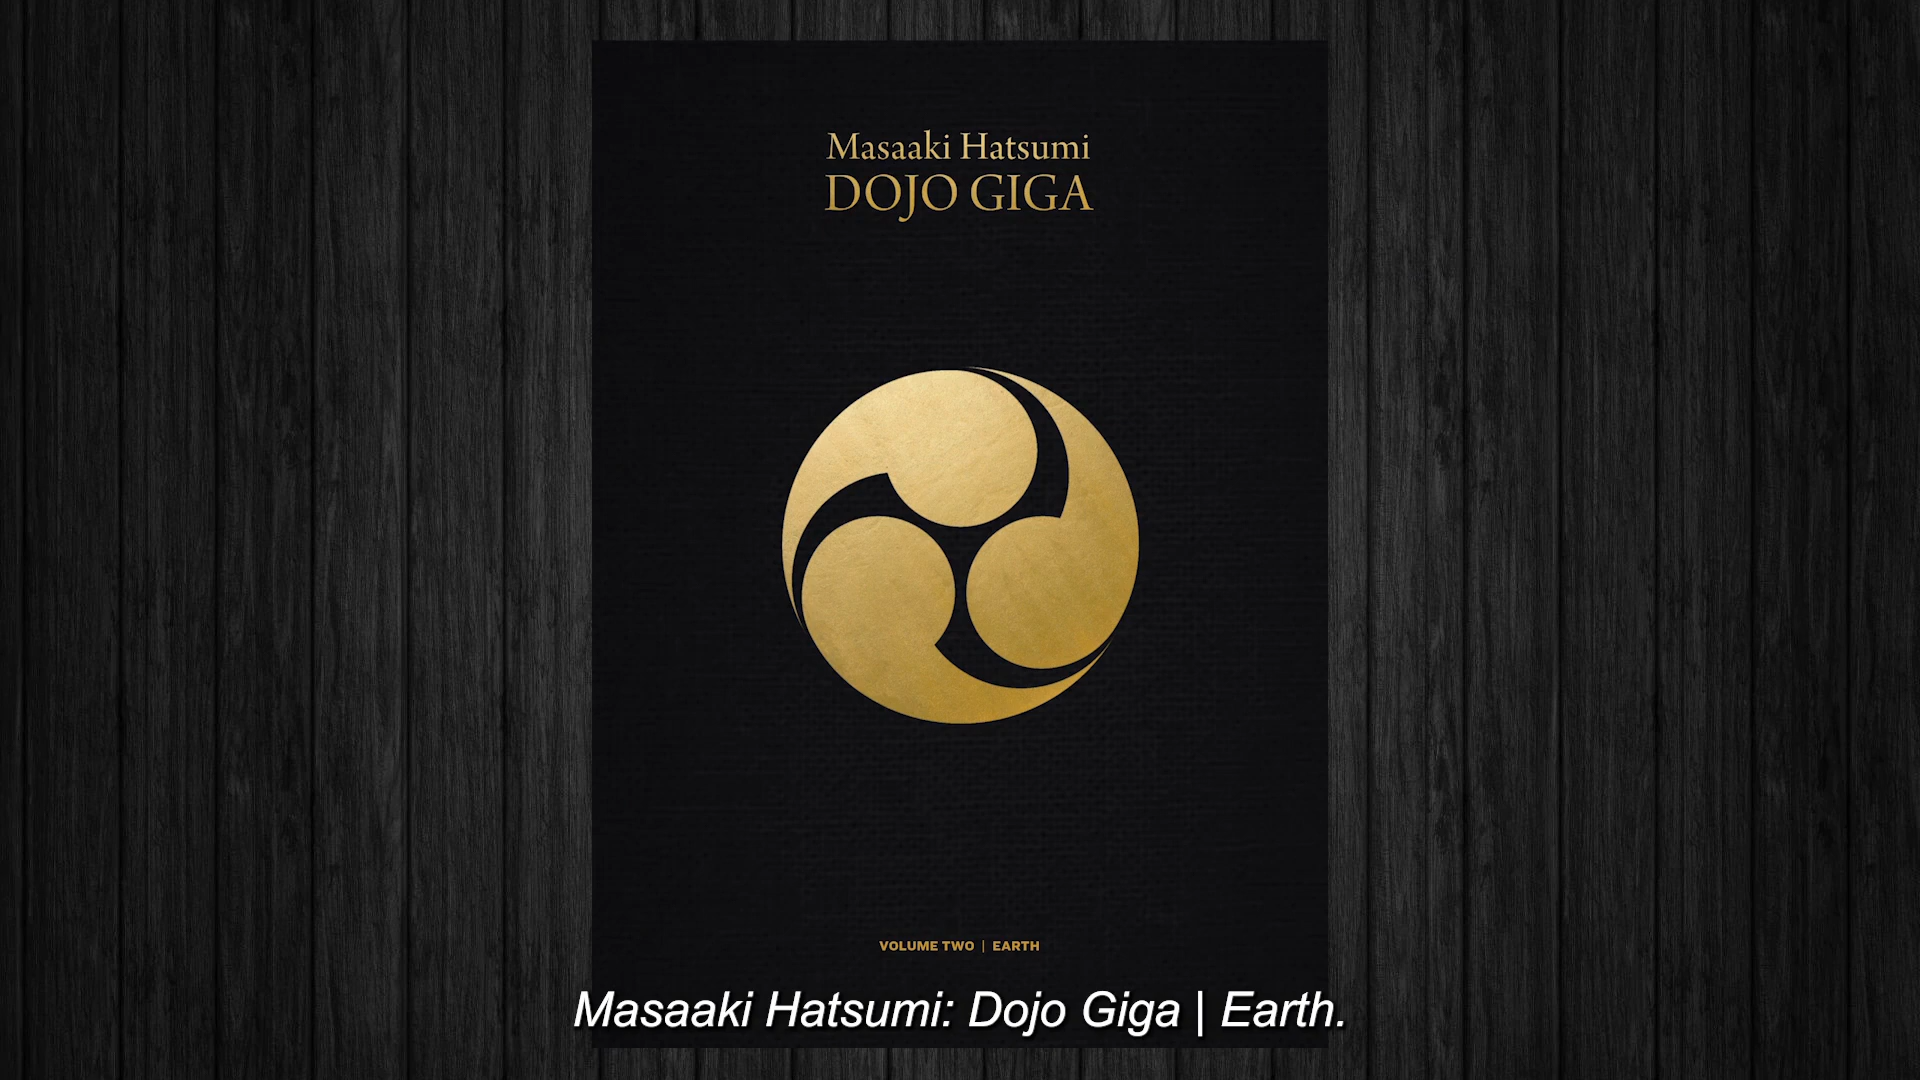 Masaaki Hatsumi
DOJO GIGA
VOLUME TWO | EARTH
Masaaki Hatsumi: Dojo Giga | Earth.